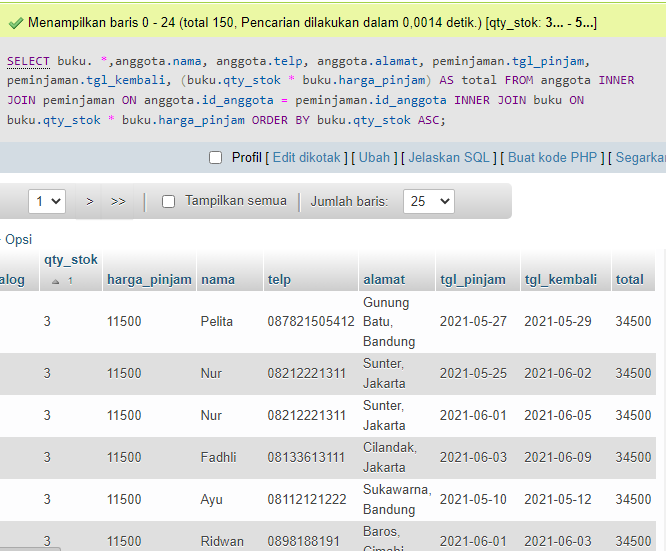 Menampilkan baris 0 - 24 (total 150, Pencarian dilakukan dalam 0,0014 detik.) [qty_stok: 3... - 5...]
SELECT buku. *,anggota.nama, anggota.telp, anggota.alamat, peminjaman.tgl_pinjam,
peminjaman.tgl_kembali, (buku.qty_stok * buku.harga_pinjam) AS total FROM anggota INNER
JOIN peminjaman ON anggota.id_anggota = peminjaman.id_anggota INNER JOIN buku ON
buku.qty_stok * buku.harga_pinjam ORDER BY buku.qty_stok ASC;
Profil [ Edit dikotak ] [ Ubah ] [ Jelaskan SQL ] [ Buat kode PHP ] [ Segarkan
1 > >> Tampilkan semua Jumlah baris: 25
Opsi
alog qty_stok 1 harga_pinjam nama telp alamat tgl_pinjam tgl_kembali total
3 11500 Pelita 087821505412 Gunung Batu, Bandung 2021-05-27 2021-05-29 34500
3 11500 Nur 08212221311 Sunter, Jakarta 2021-05-25 2021-06-02 34500
3 11500 Nur 08212221311 Sunter, Jakarta 2021-06-01 2021-06-05 34500
3 11500 Fadhli 08133613111 Cilandak, Jakarta 2021-06-03 2021-06-09 34500
3 11500 Ayu 08112121222 Sukawarna, Bandung 2021-05-10 2021-05-12 34500
3 11500 Ridwan 0898188191 Baros, 2021-06-01 2021-06-03 34500